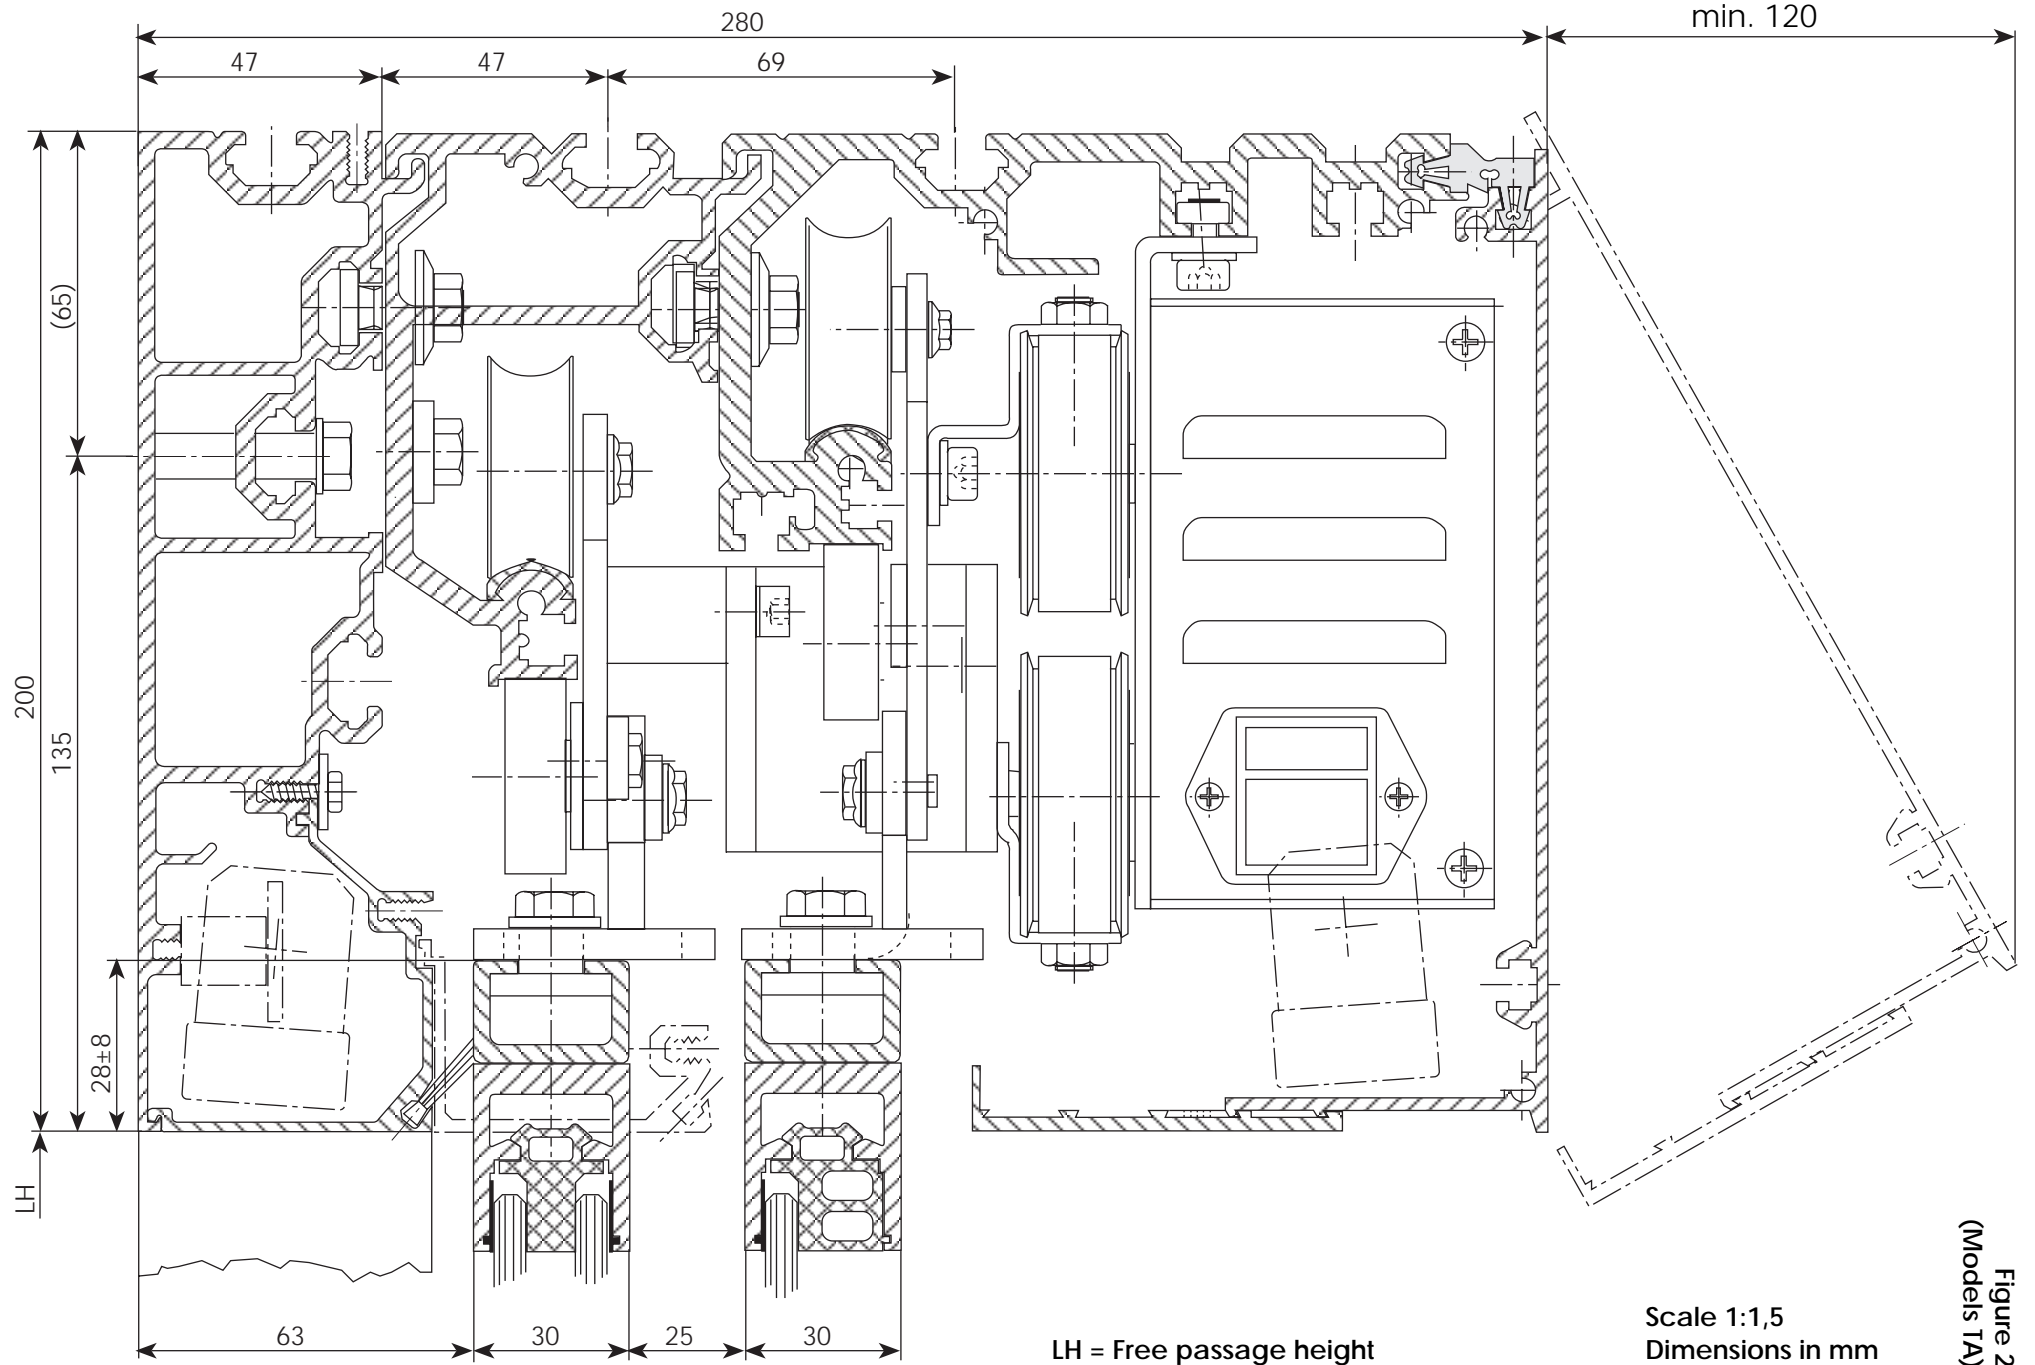 280
min. 120
47
47
69
(65)
200
135
28±8
LH
63
30
25
30
LH = Free passage height
Scale 1:1,5
Dimensions in mm
Figure 2
(Models TA)